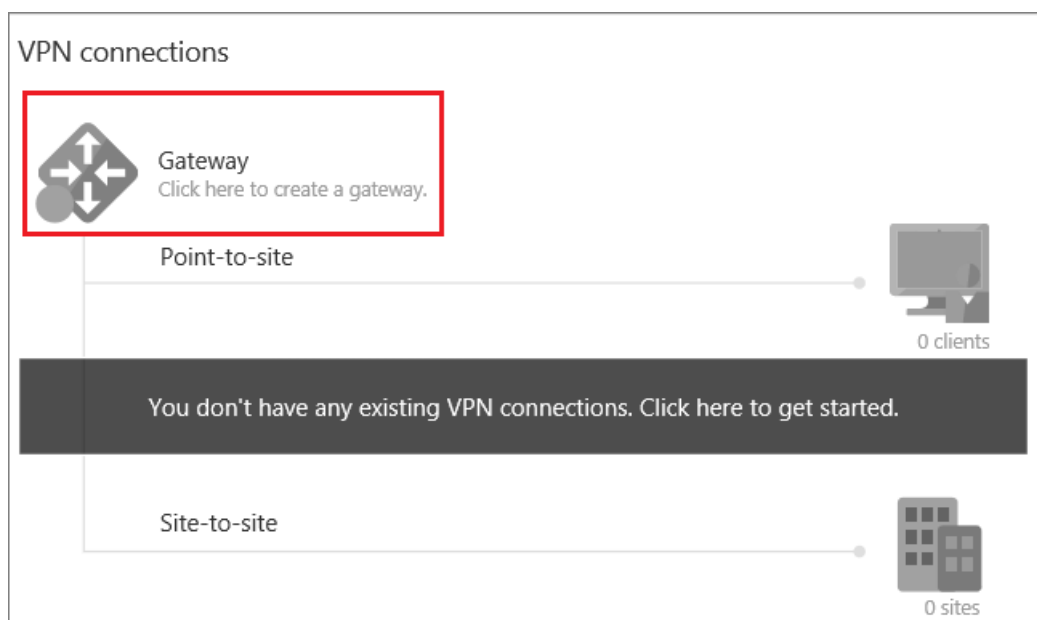 VPN connections
Gateway
Click here to create a gateway.
Point-to-site
0 clients
You don't have any existing VPN connections. Click here to get started.
Site-to-site
0 sites